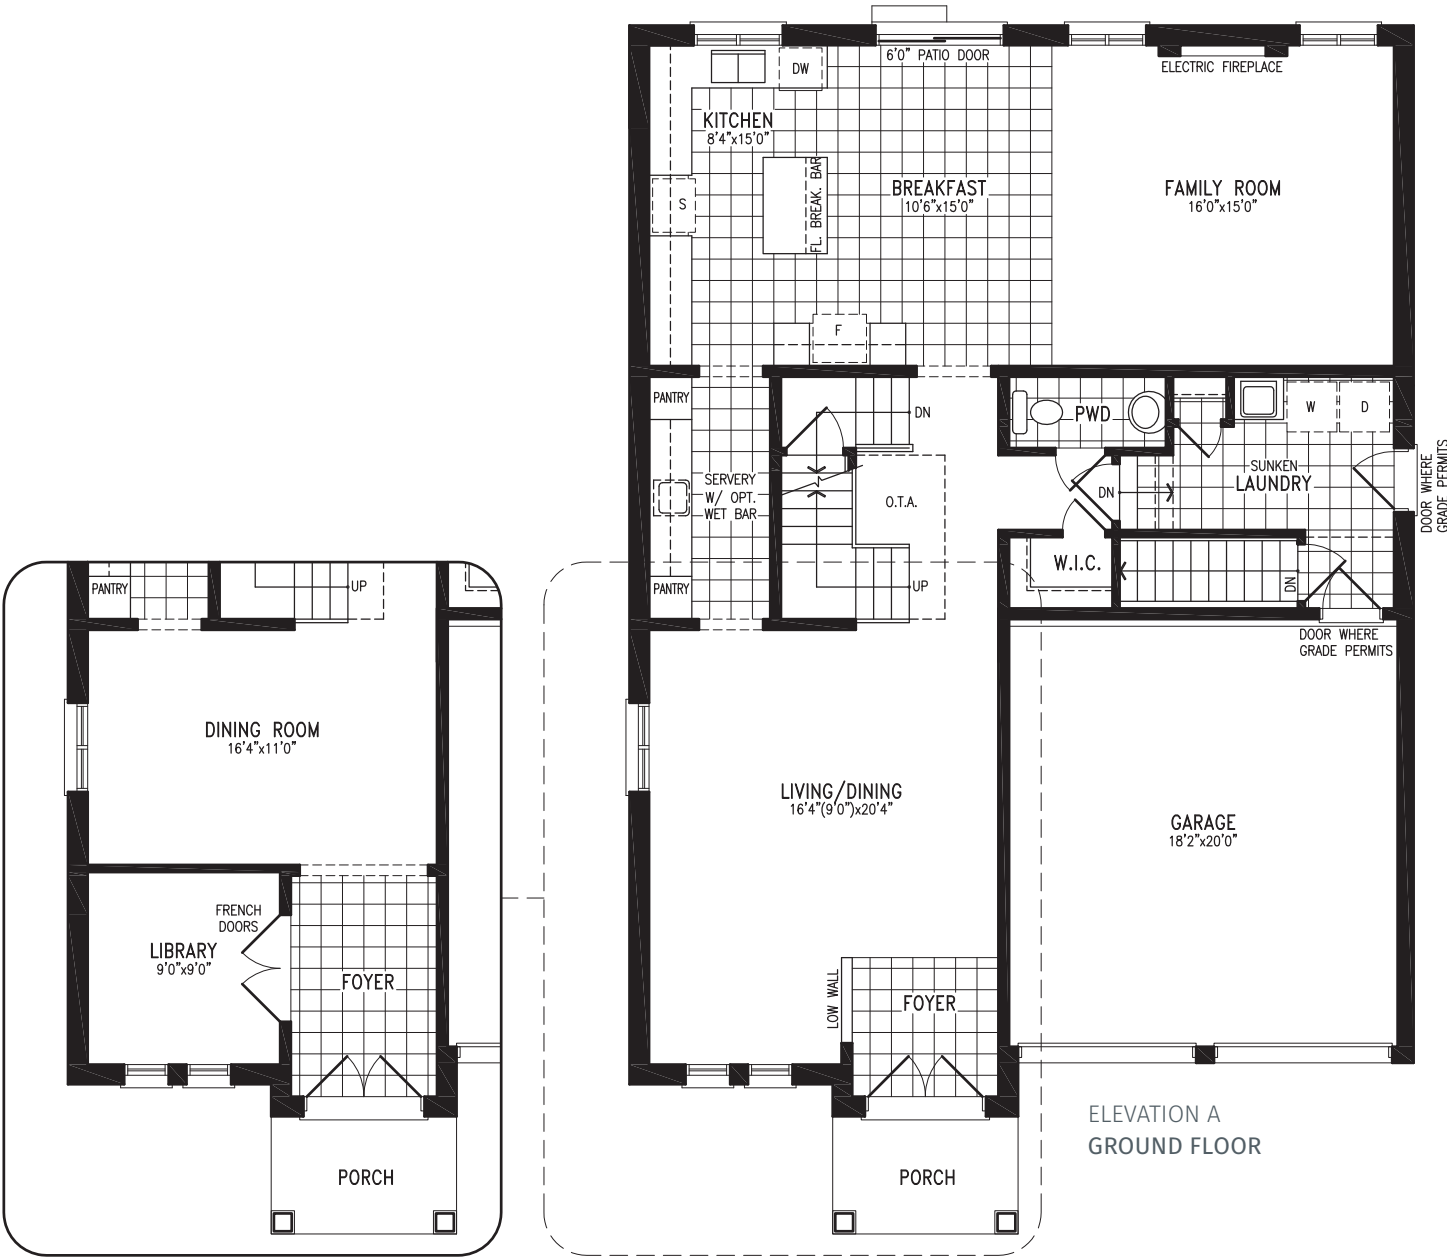 6'0" PATIO DOOR
DW
ELECTRIC FIREPLACE
KITCHEN
8'4"x15'0"
FL. BREAK. BAR
BREAKFAST
10'6"x15'0"
FAMILY ROOM
16'0"x15'0"
S
F
PANTRY
DN
PWD
W
D
SERVERY
W/ OPT.
WET BAR
O.T.A.
DN
SUNKEN
LAUNDRY
DOOR WHERE
GRADE PERMITS
W.I.C.
DN
PANTRY
UP
DOOR WHERE
GRADE PERMITS
LIVING/DINING
16'4"(9'0")x20'4"
GARAGE
18'2"x20'0"
LOW WALL
FOYER
PORCH
PANTRY
UP
DINING ROOM
16'4"x11'0"
FRENCH
DOORS
LIBRARY
9'0"x9'0"
FOYER
PORCH
ELEVATION A
GROUND FLOOR